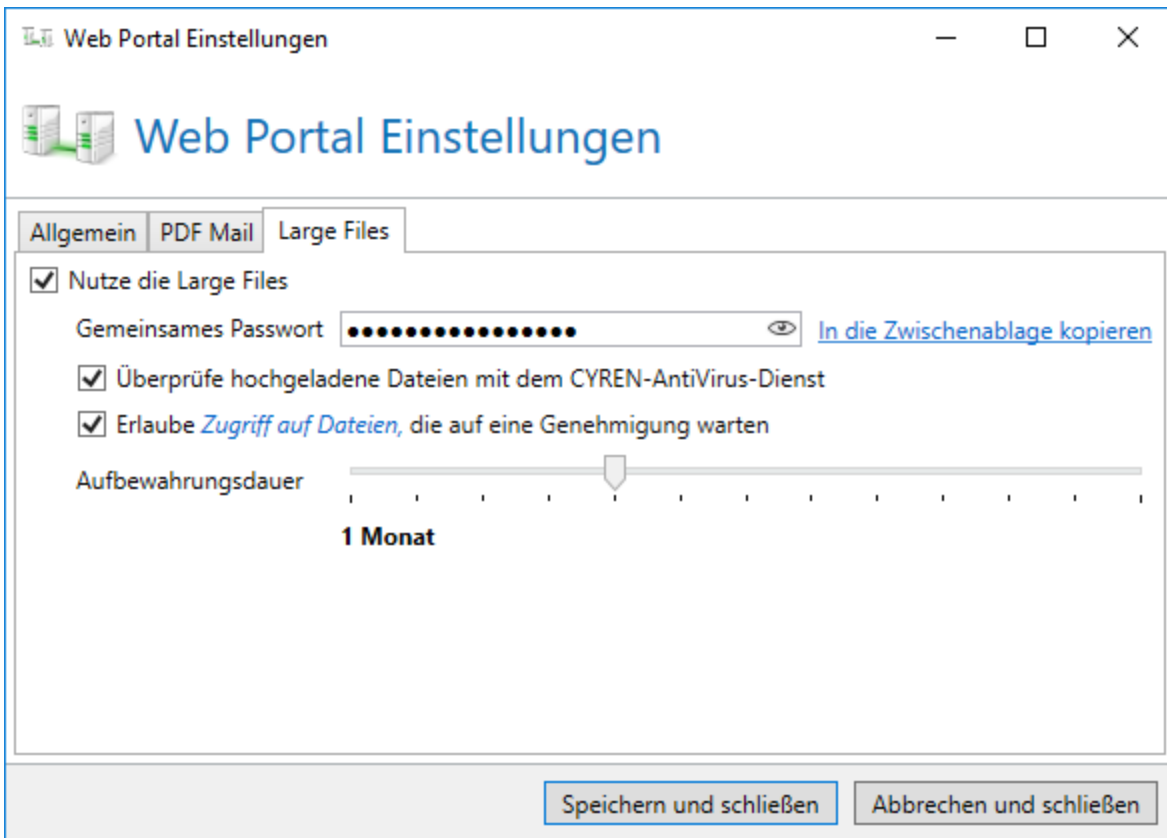 Web Portal Einstellungen
Web Portal Einstellungen
Allgemein PDF Mail Large Files
Nutze die Large Files
Gemeinsames Passwort ●●●●●●●●●●●●●●●● In die Zwischenablage kopieren
Überprüfe hochgeladene Dateien mit dem CYREN-AntiVirus-Dienst
Erlaube Zugriff auf Dateien, die auf eine Genehmigung warten
Aufbewahrungsdauer
1 Monat
Speichern und schließen Abbrechen und schließen